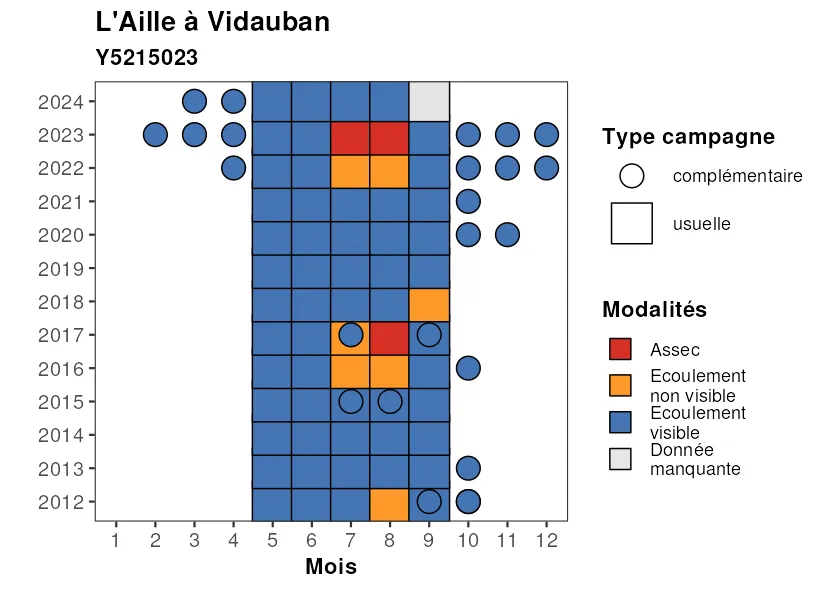 L'Aille à Vidauban
Y5215023
2024
2023
2022
2021
2020
2019
2018
2017
2016
2015
2014
2013
2012
1 2 3 4 5 6 7 8 9 10 11 12
Mois
Type campagne
complémentaire
usuelle
Modalités
Assec
Ecoulement
non visible
Ecoulement
visible
Donnée
manquante